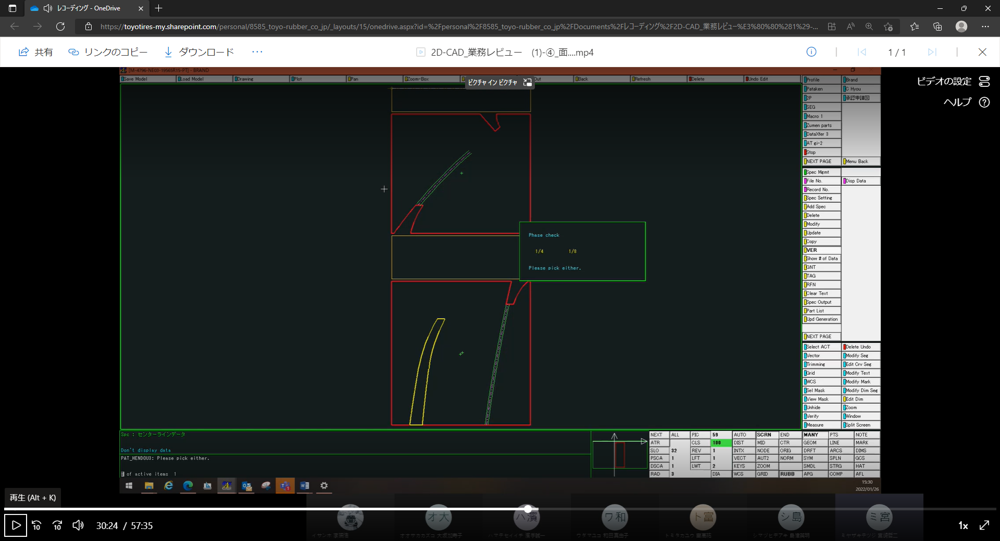 レコーディング - OneDrive
https://toyotires-my.sharepoint.com/personal/8585_toyo-rubber_co_jp/_layouts/15/onedrive.aspx?id=%2Fpersonal%2F8585_toyo-rubber_co_jp%2FDocuments%2Fレコーディング%2F2D-CAD_業務レビュー%E3%80%80%281%29-...
共有 リンクのコピー ダウンロード ...
2D-CAD_業務レビュー (1)-④_面....mp4
1 / 1
[M-4796-NE03-19565R15-PT] - BRAND
Save Model Load Model Drawing Plot Pan Zoom-Box Out Back Refresh Delete Undo Edit
ピクチャ イン ピクチャ
ビデオの設定
ヘルプ
Profile Brand
Pataken C Hyou
2P 承認申請図
SEG
Macro 1
Zumen parts
DataXfer 3
AT gi-2
Stop
NEXT PAGE Menu Back
Spec Mgmt
File No. Disp Data
Record No.
Spec Setting
Add Spec
Delete
Modify
Update
Copy
VER
Show # of Data
GNT
TAG
RFN
Clear Text
Spec Output
Part List
Upd Generation
NEXT PAGE
Select ACT Delete Undo
Vector Modify Seg
Trimming Edit Crv Seg
Grid Modify Text
WCS Modify Mark
Sel Mask Modify Dim Seg
View Mask Edit Dim
Unhide Zoom
Verify Window
Measure Split Screen
Phase check
1/4 1/8
Please pick either.
Spc : センターラインデータ
Don't display data
PAT_HENDOU3: Please pick either.
# of active items 1
NEXT ALL PIC 59 AUTO SCRN END MANY PTS NOTE
ATR CLS 100 DIST MID CTR GEOM LINE MARK
SLO 32 REV 1 INTX NODE ORIG DRFT ARCS DIMS
PSCA 1 LFT 1 VECT AUT2 NORM SYM SPLN GCS
DSCA 1 LWT 2 KEYS ZOOM SMDL STRG HAT
RAD 3 DIA WCS GRID RUBB APG COMP AFL
15:30
2022/01/26
再生 (Alt + K)
オ大 ハ濱 ワ和 ト富 シ島 ミ宮
10 10 30:24 / 57:35 1x